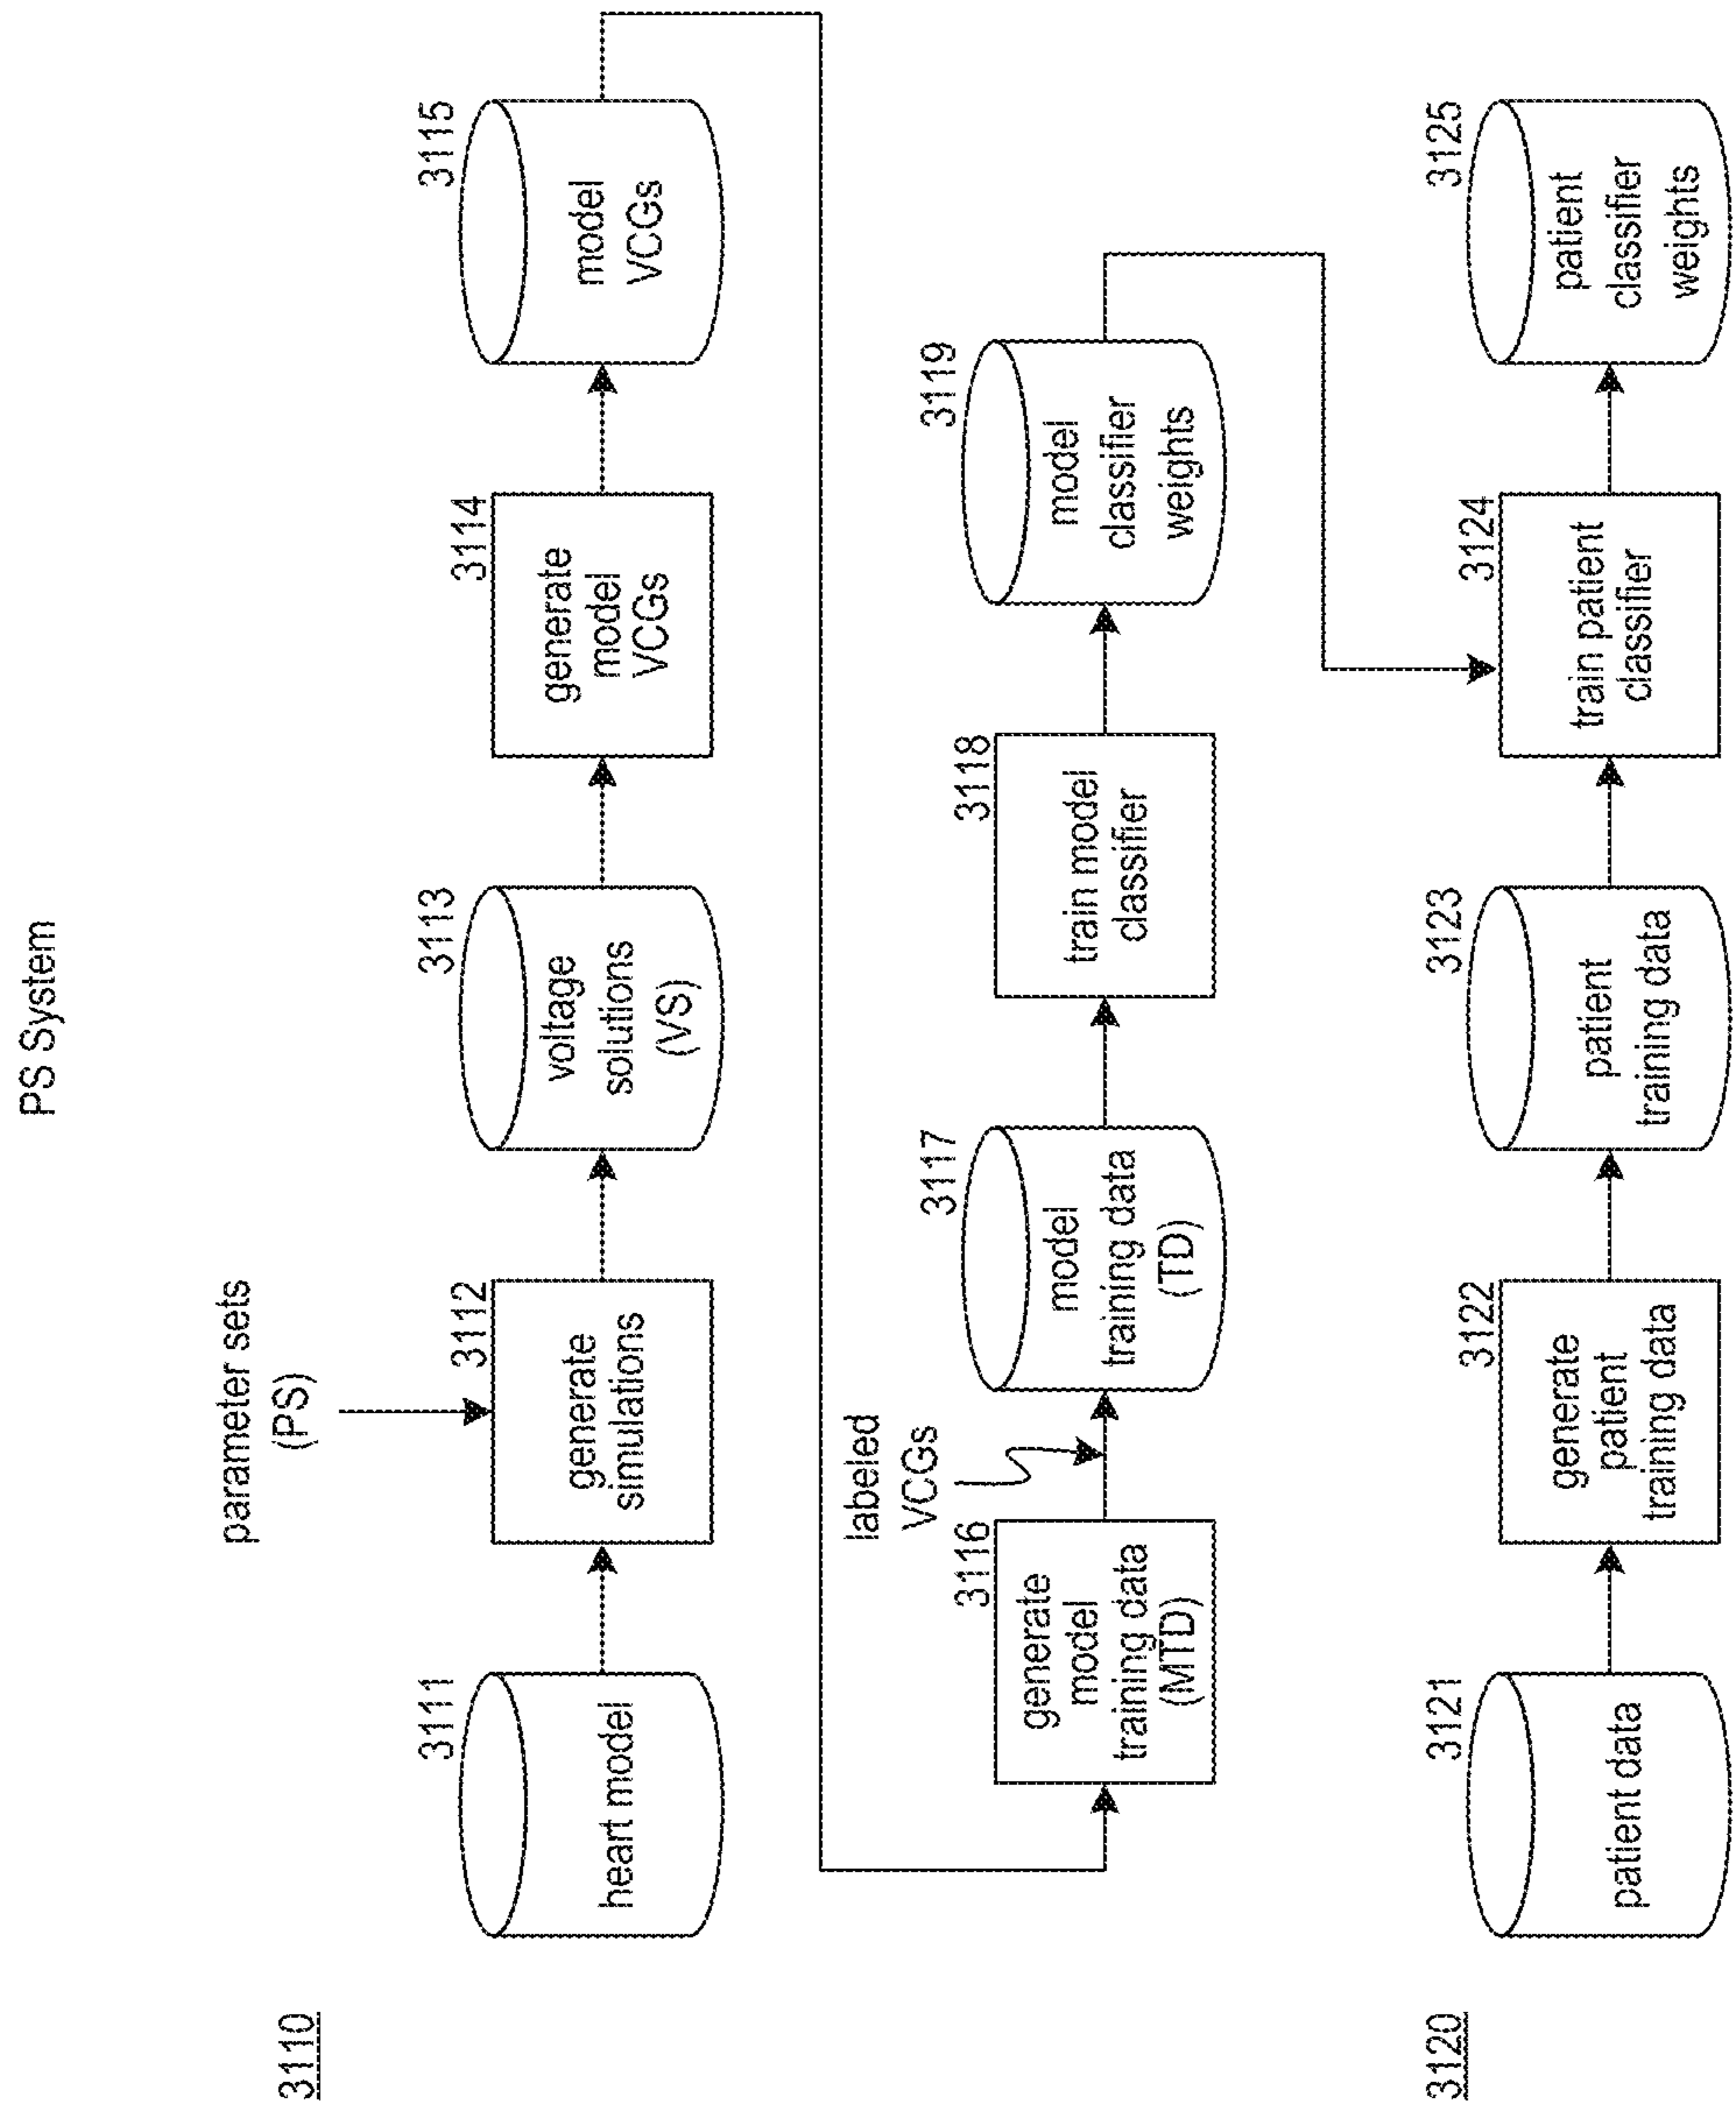 PS System
3110
parameter sets
(PS)
3111
heart model
3112
generate
simulations
3113
voltage
solutions
(VS)
3114
generate
model
VCGs
3115
model
VCGs
3116
generate
model
training data
(MTD)
labeled
VCGs
3117
model
training data
(TD)
3118
train model
classifier
3119
model
classifier
weights
3120
3121
patient data
3122
generate
patient
training data
3123
patient
training data
3124
train patient
classifier
3125
patient
classifier
weights